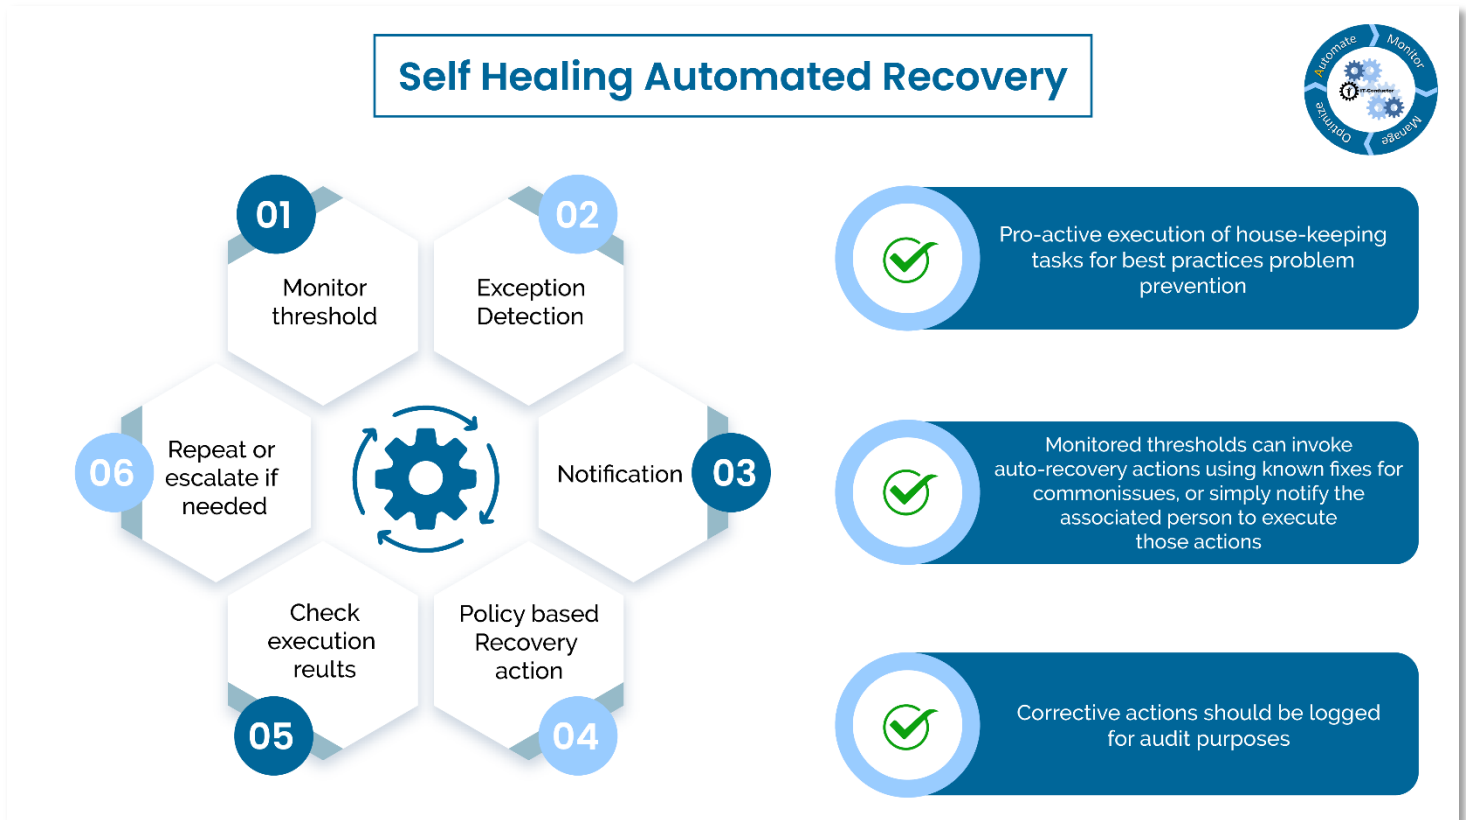 Self Healing Automated Recovery
Automate
Monitor
Manage
Optimize
IT-Conductor
01
Monitor
threshold
02
Exception
Detection
03
Notification
04
Policy based
Recovery
action
05
Check
execution
reults
06
Repeat or
escalate if
needed
Pro-active execution of house-keeping
tasks for best practices problem
prevention
Monitored thresholds can invoke
auto-recovery actions using known fixes for
commonissues, or simply notify the
associated person to execute
those actions
Corrective actions should be logged
for audit purposes